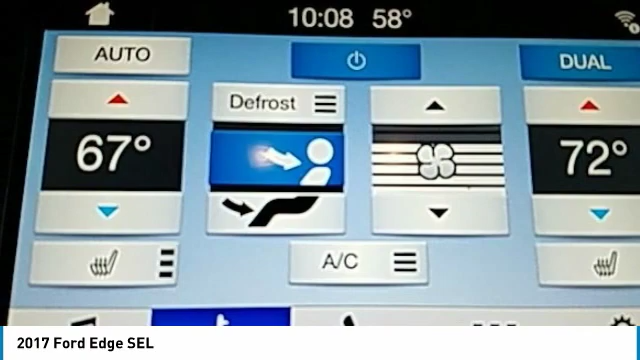 10:08 58°
AUTO
DUAL
Defrost
67°
72°
A/C
2017 Ford Edge SEL